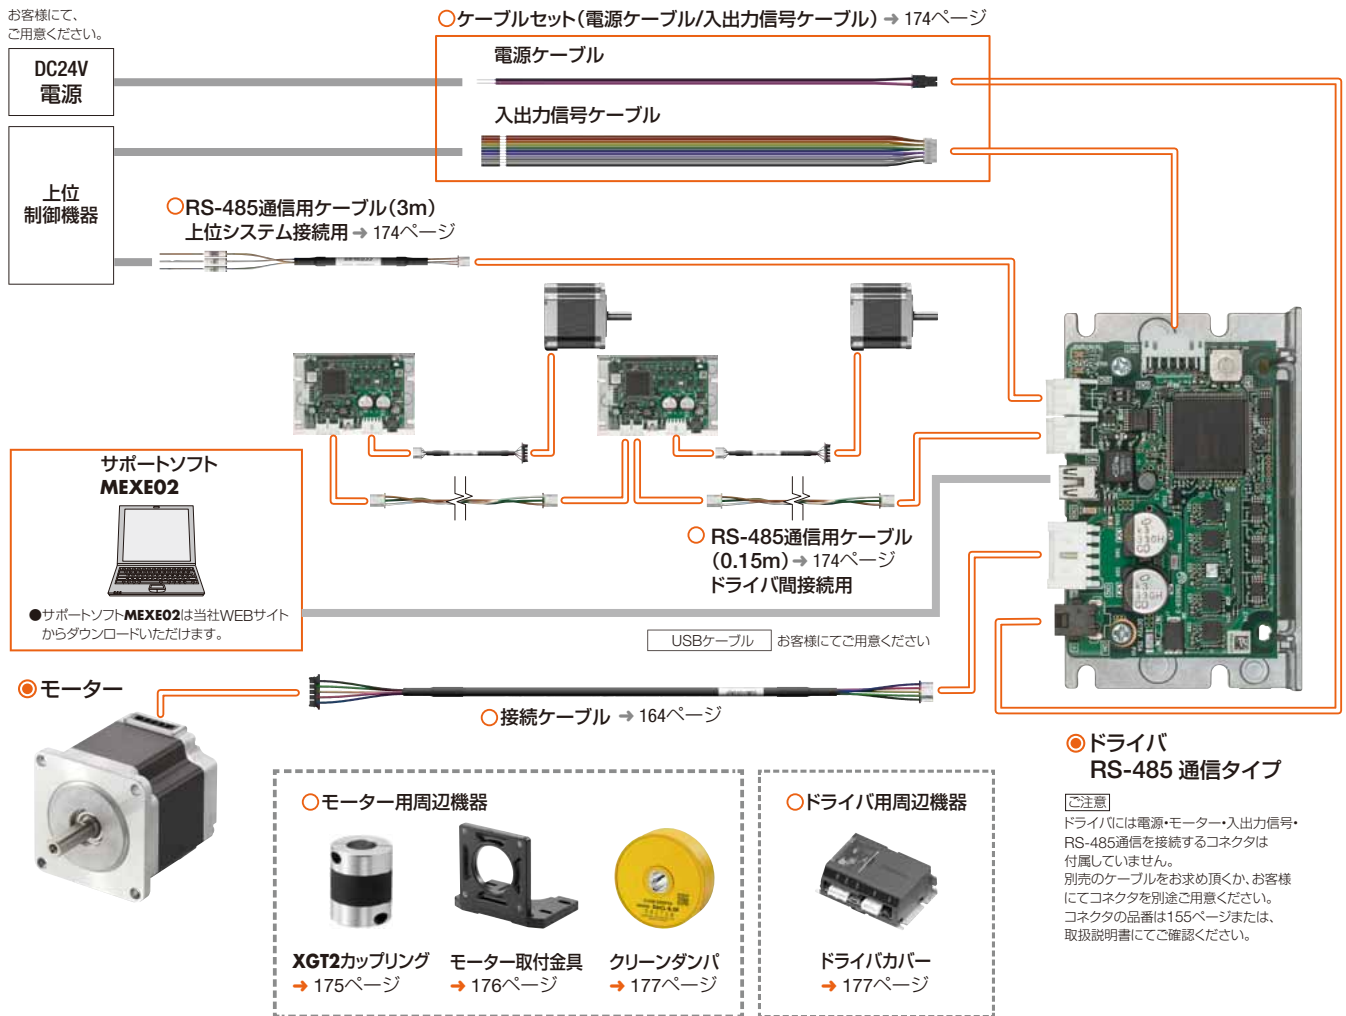 お客様にて、
ご用意ください。
DC24V
電源
上位
制御機器
○ケーブルセット（電源ケーブル/入出力信号ケーブル）➜ 174ページ
電源ケーブル
入出力信号ケーブル
○RS-485通信用ケーブル（3m）
上位システム接続用 ➜ 174ページ
サポートソフト
MEXE02
●サポートソフトMEXE02は当社WEBサイト
からダウンロードいただけます。
○ RS-485通信用ケーブル
（0.15m）➜ 174ページ
ドライバ間接続用
USBケーブル お客様にてご用意ください
◉モーター
○接続ケーブル ➜ 164ページ
◉ドライバ
RS-485 通信タイプ
ご注意
ドライバには電源・モーター・入出力信号・
RS-485通信を接続するコネクタは
付属していません。
別売のケーブルをお求め頂くか、お客様
にてコネクタを別途ご用意ください。
コネクタの品番は155ページまたは、
取扱説明書にてご確認ください。
○モーター用周辺機器
XGT2カップリング
➜ 175ページ
モーター取付金具
➜ 176ページ
クリーンダンパ
➜ 177ページ
○ドライバ用周辺機器
ドライバカバー
➜ 177ページ